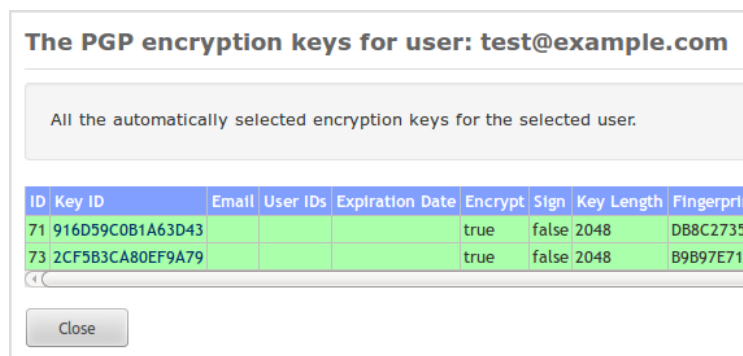 The PGP encryption keys for user: test@example.com
All the automatically selected encryption keys for the selected user.
ID Key ID Email User IDs Expiration Date Encrypt Sign Key Length Fingerpri
71 916D59C0B1A63D43 true false 2048 DB8C2735
73 2CF5B3CA80EF9A79 true false 2048 B9B97E71
Close